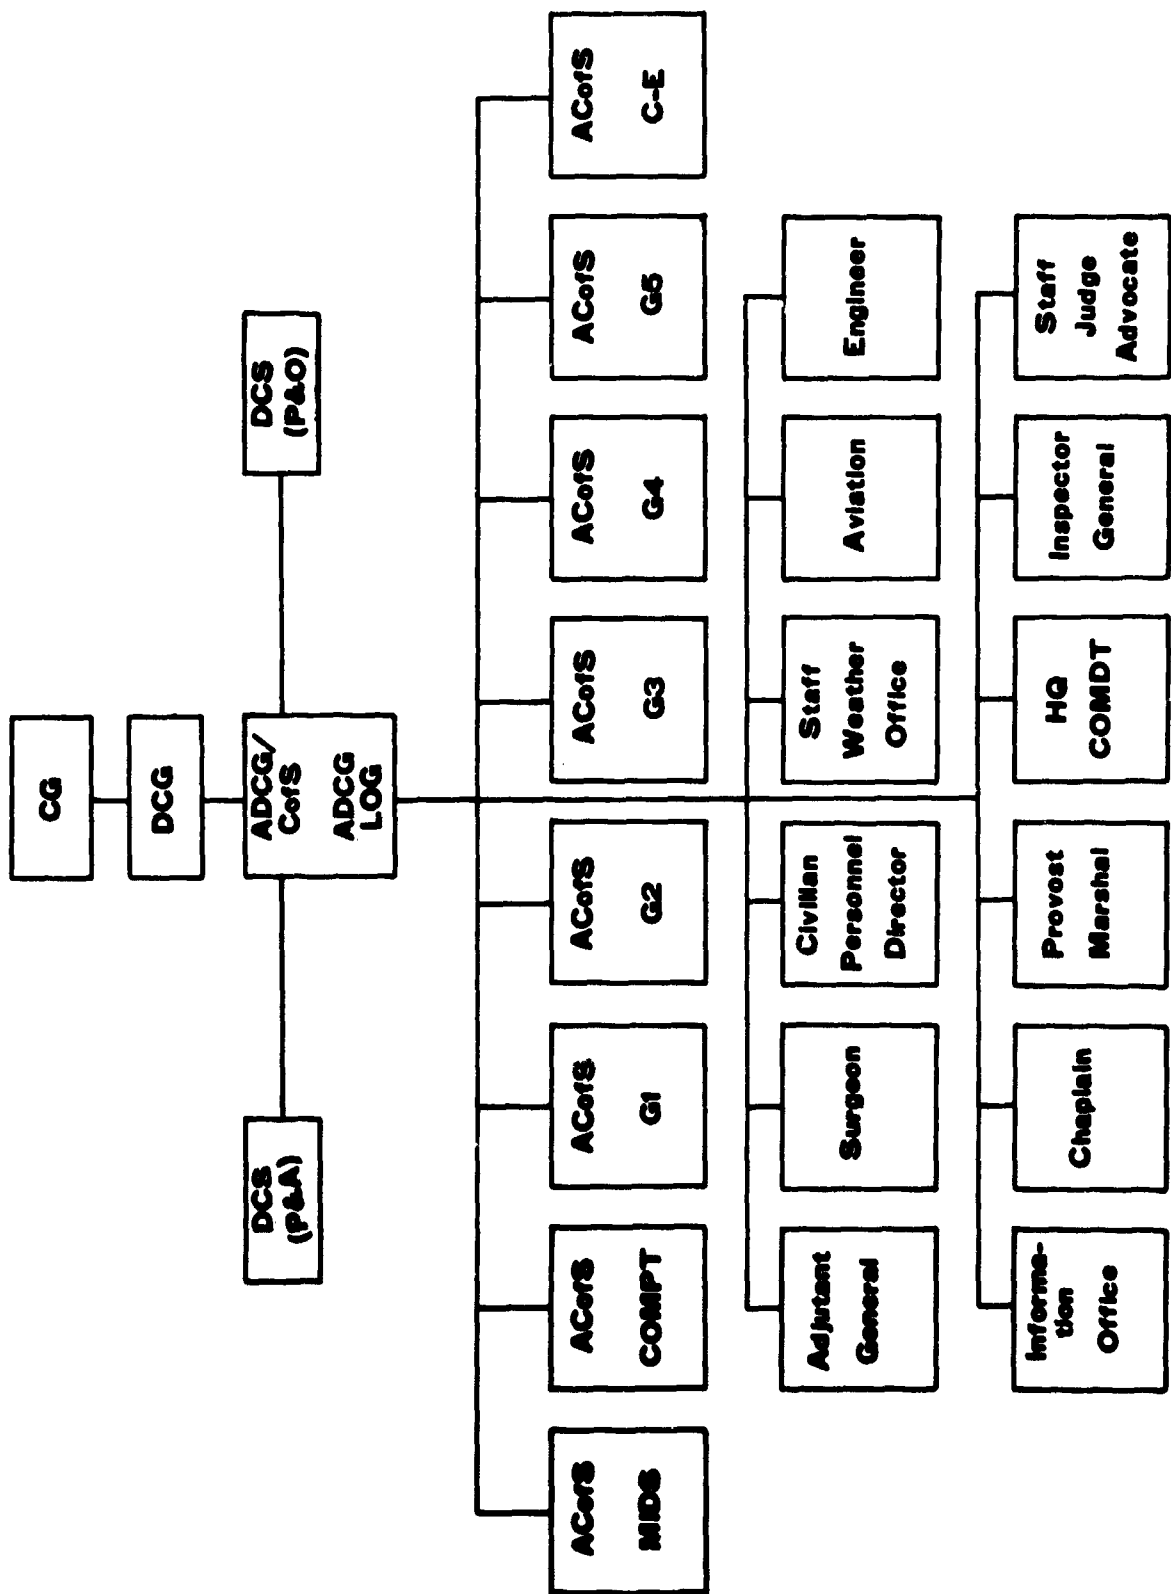 CG
DCG
DCS
(P&A)
ADCG/
CofS
ADCG
LOG
DCS
(P&O)
ACofS
MIDS
ACofS
COMPT
ACofS
G1
ACofS
G2
ACofS
G3
ACofS
G4
ACofS
G5
ACofS
C-E
Adjutant
General
Surgeon
Civilian
Personnel
Director
Staff
Weather
Office
Aviation
Engineer
Informa-
tion
Office
Chaplain
Provost
Marshal
HQ
COMDT
Inspector
General
Staff
Judge
Advocate